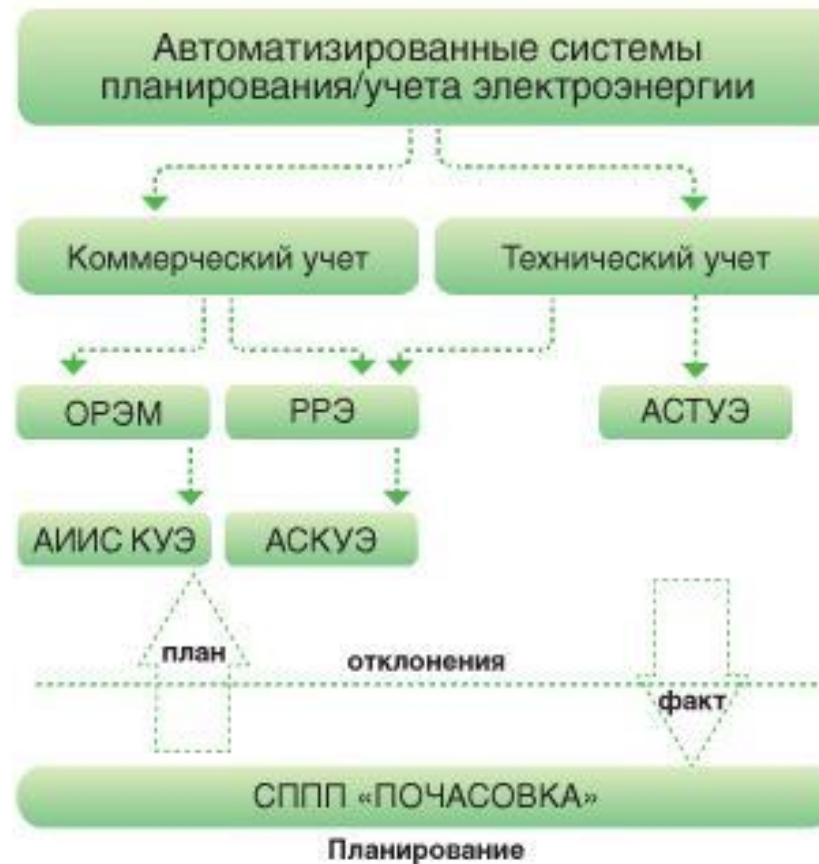 Автоматизированные системы
планирования/учета электроэнергии
Коммерческий учет
Технический учет
ОРЭМ
РРЭ
АСТУЭ
АИИС КУЭ
АСКУЭ
план
отклонения
факт
СППП «ПОЧАСОВКА»
Планирование